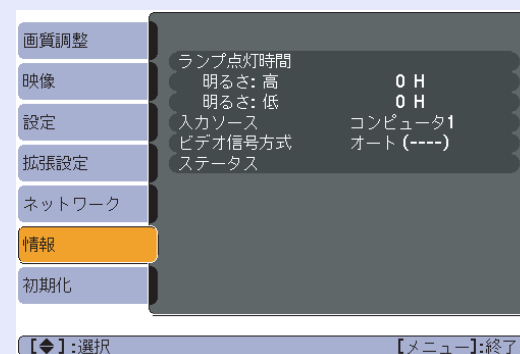 画質調整
映像
設定
拡張設定
ネットワーク
情報
初期化
ランプ点灯時間
明るさ: 高 0 H
明るさ: 低 0 H
入力ソース コンピュータ1
ビデオ信号方式 オート (----)
ステータス
【◆】:選択 【メニュー】:終了